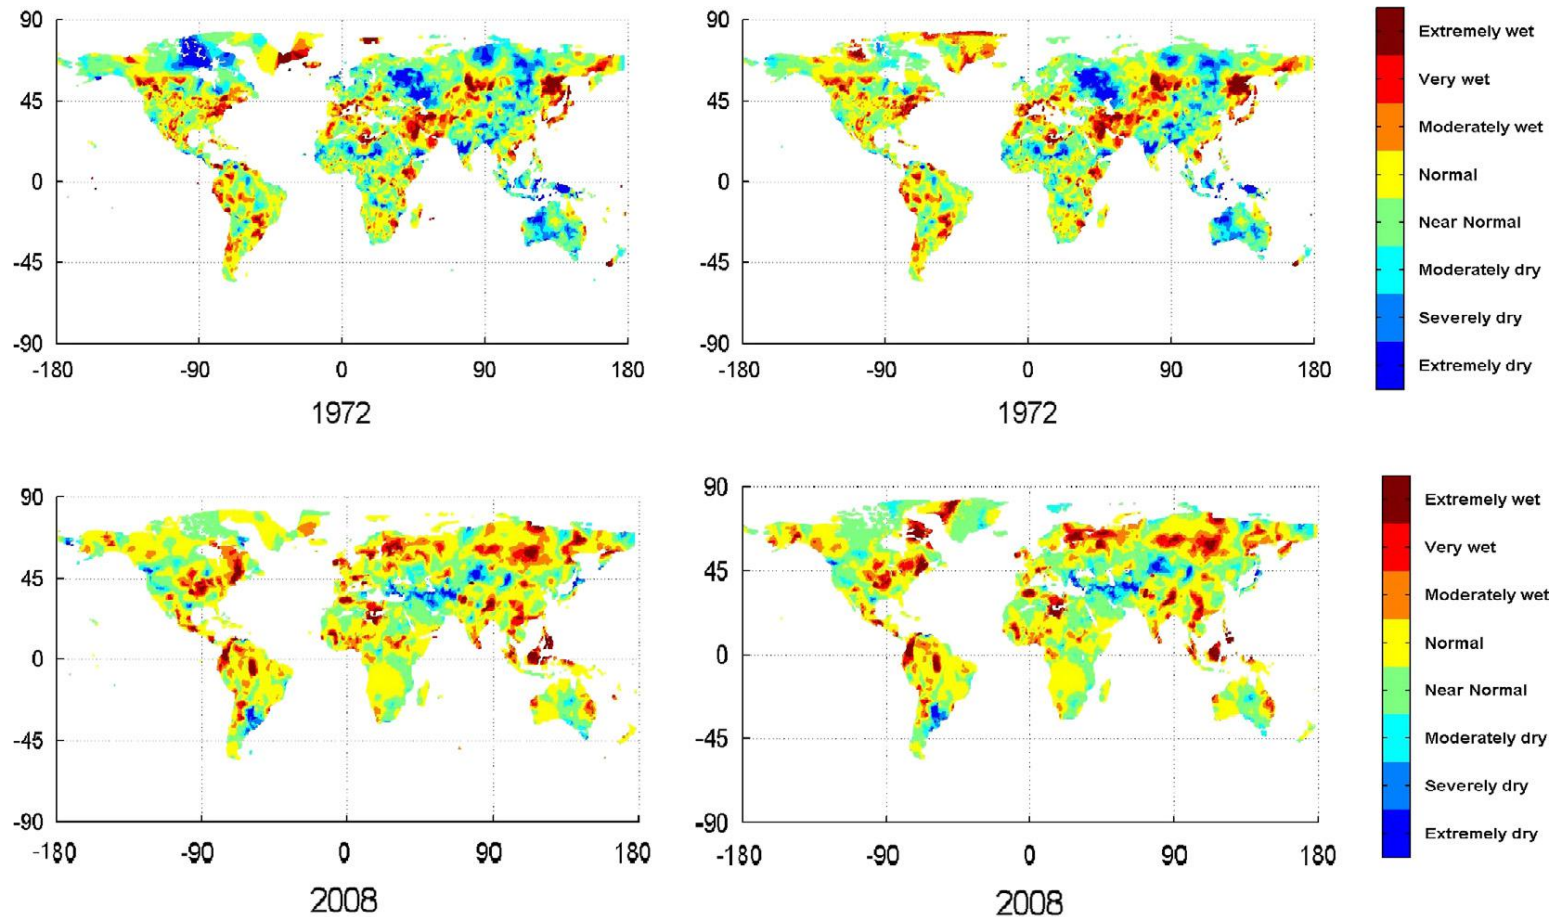 90
45
0
-45
-90
-180 -90 0 90 180
1972
90
45
0
-45
-90
-180 -90 0 90 180
1972
Extremely wet
Very wet
Moderately wet
Normal
Near Normal
Moderately dry
Severely dry
Extremely dry
90
45
0
-45
-90
-180 -90 0 90 180
2008
90
45
0
-45
-90
-180 -90 0 90 180
2008
Extremely wet
Very wet
Moderately wet
Normal
Near Normal
Moderately dry
Severely dry
Extremely dry